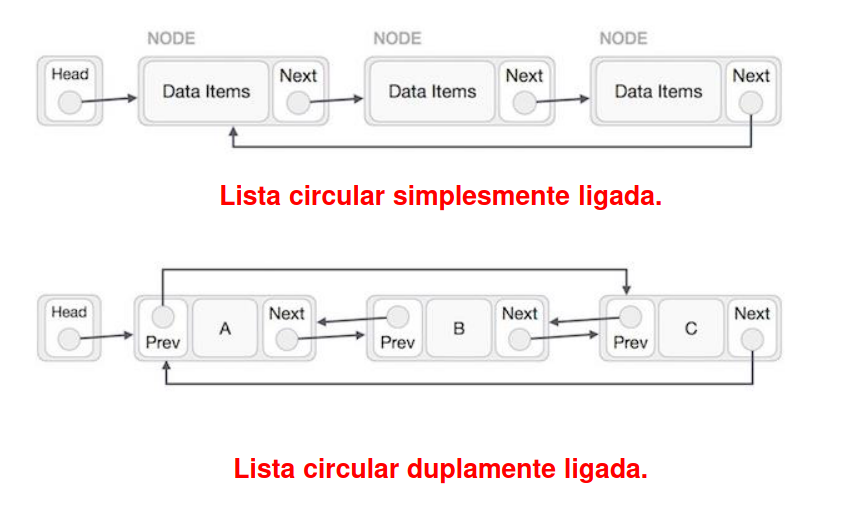 NODE NODE NODE
Head Data Items Next Data Items Next Data Items Next
Lista circular simplesmente ligada.
Head Prev A Next Prev B Next Prev C Next
Lista circular duplamente ligada.